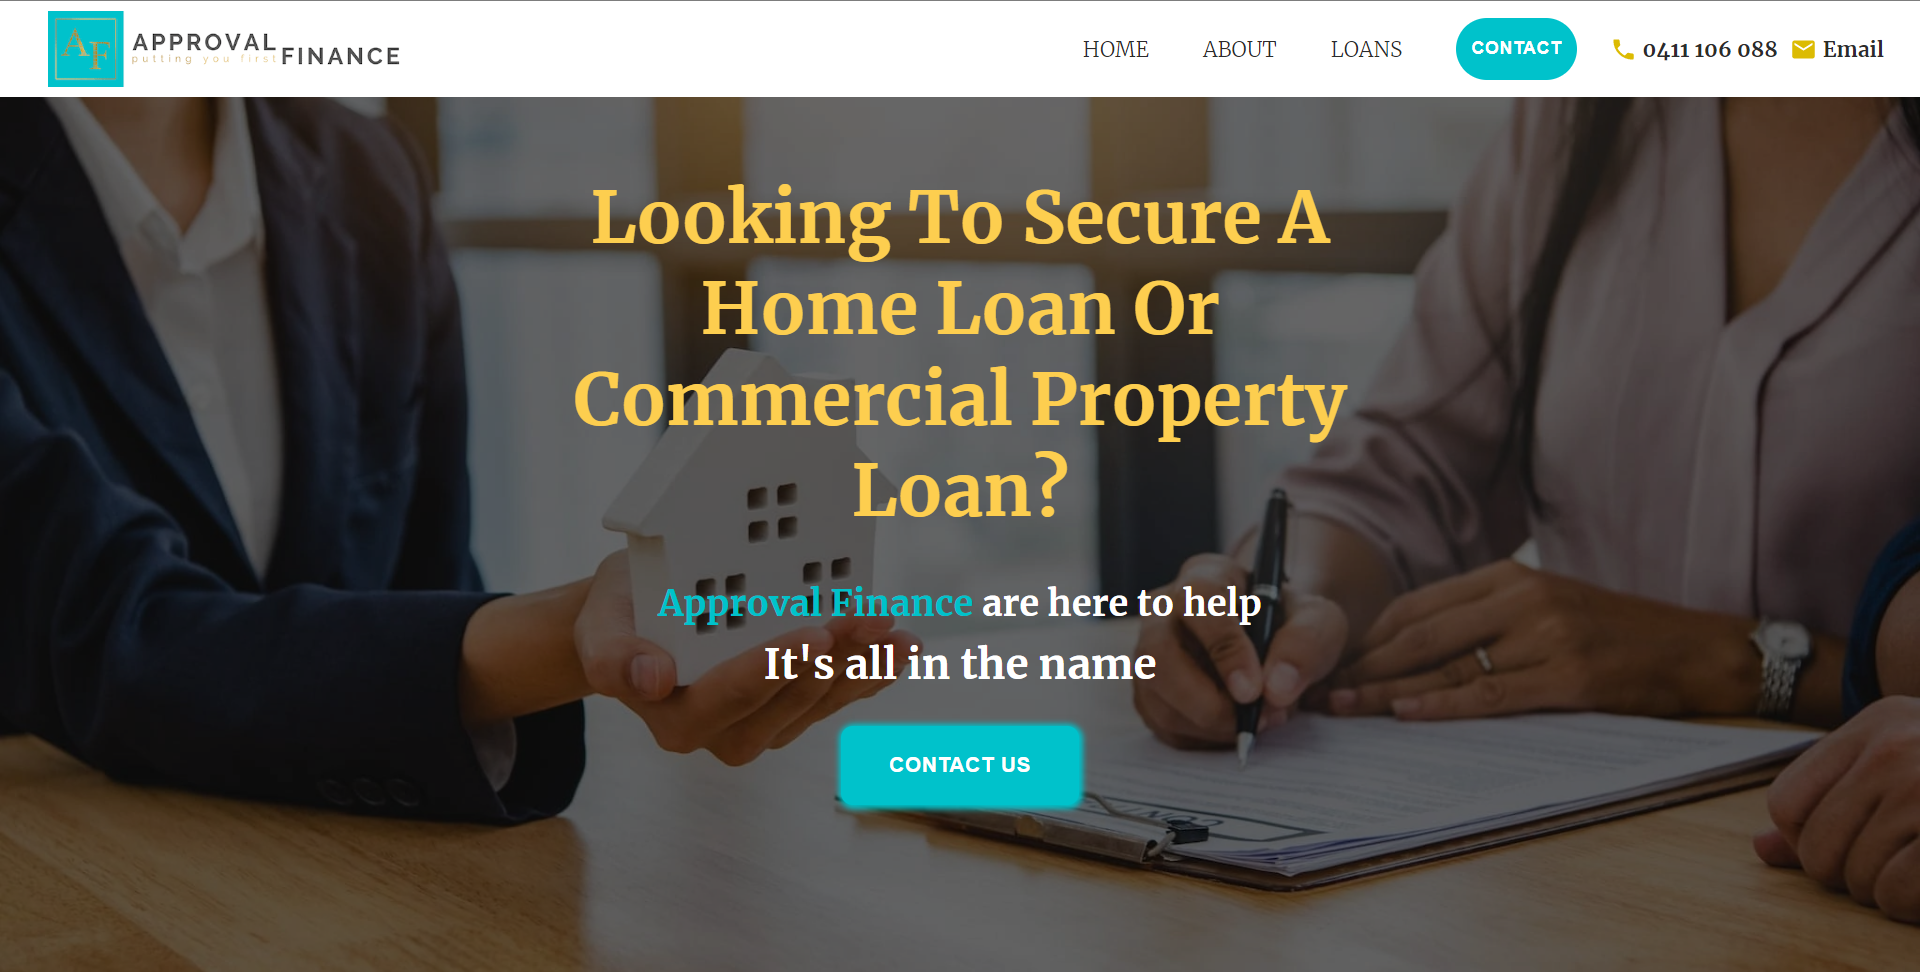 AF
APPROVAL
putting you first
FINANCE
HOME
ABOUT
LOANS
CONTACT
0411 106 088
Email
Looking To Secure A
Home Loan Or
Commercial Property
Loan?
Approval Finance are here to help
It's all in the name
CONTACT US